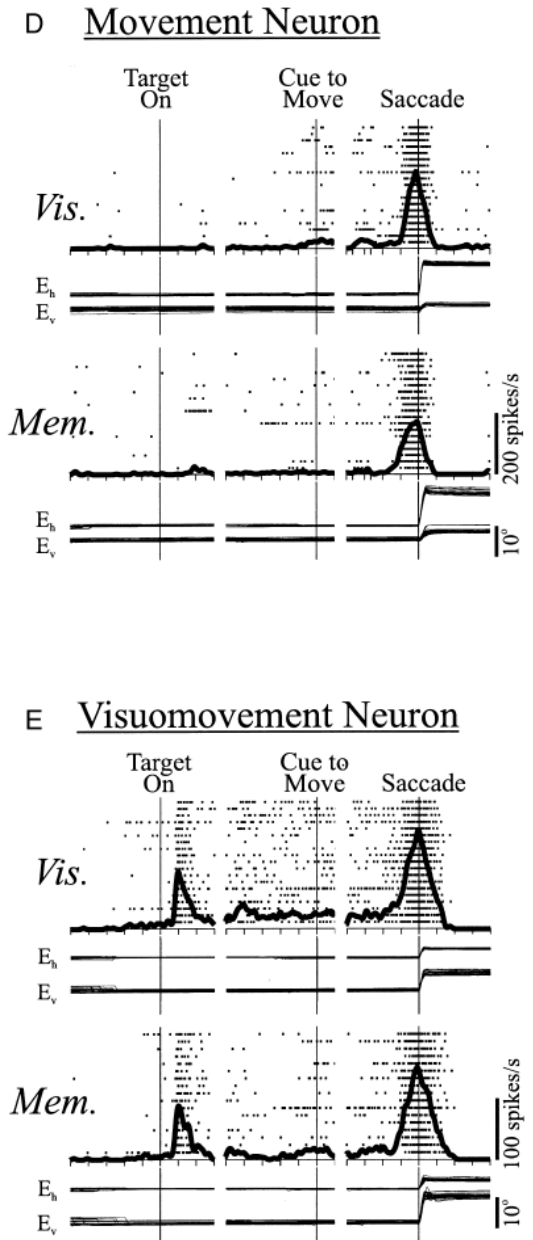 D Movement Neuron
Target On
Cue to Move
Saccade
Vis.
Eh
Ev
Mem.
200 spikes/s
Eh
Ev
10°
E Visuomovement Neuron
Target On
Cue to Move
Saccade
Vis.
Eh
Ev
Mem.
100 spikes/s
Eh
Ev
10°